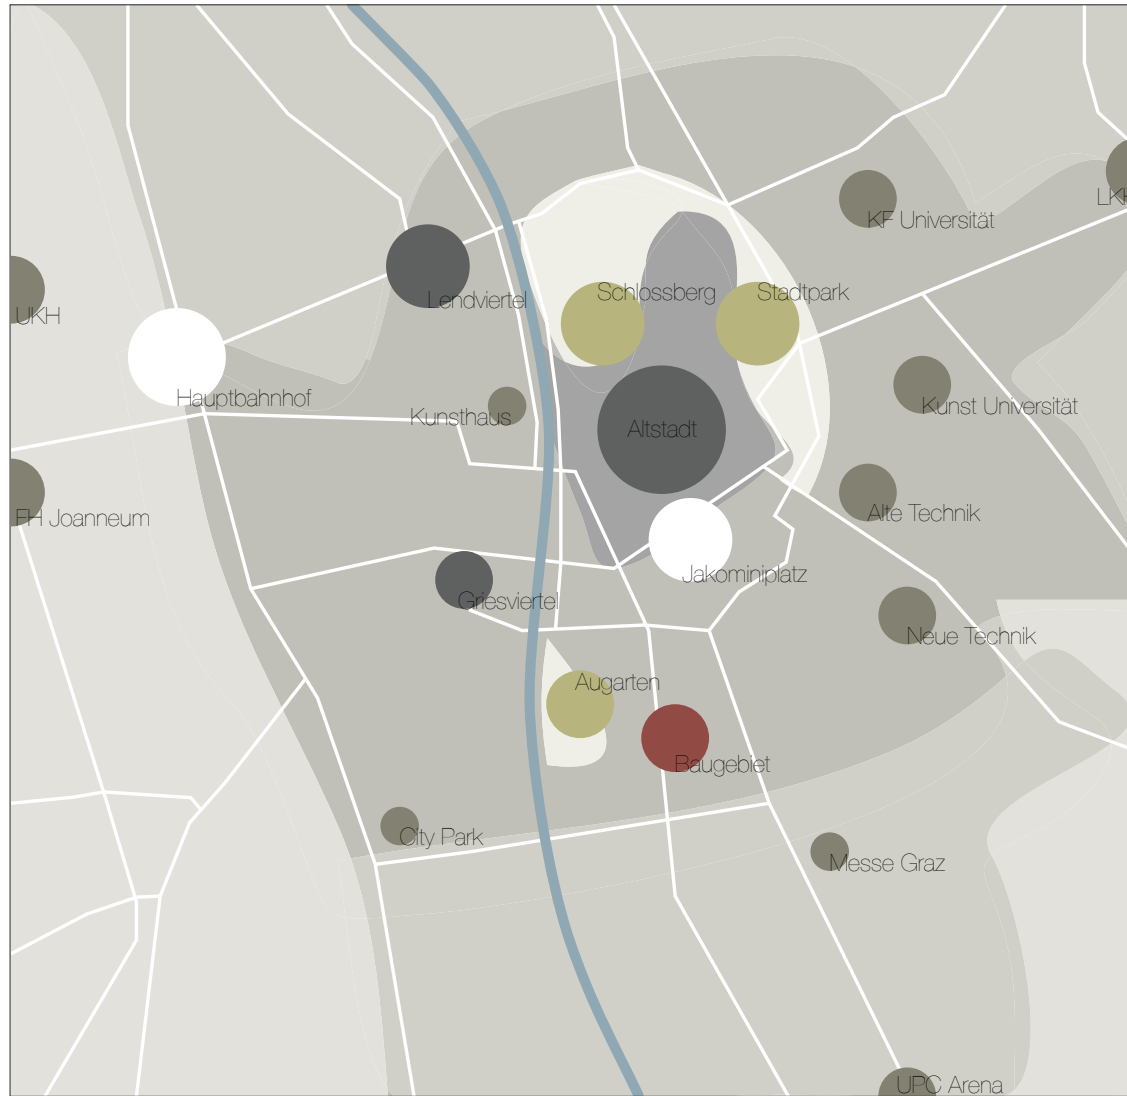 LKH
KF Universität
Lendviertel
Schlossberg
Stadtpark
UKH
Hauptbahnhof
Kunsthaus
Kunst Universität
Altstadt
FH Joanneum
Alte Technik
Jakominiplatz
Griesviertel
Neue Technik
Augarten
Baugebiet
City Park
Messe Graz
UPC Arena